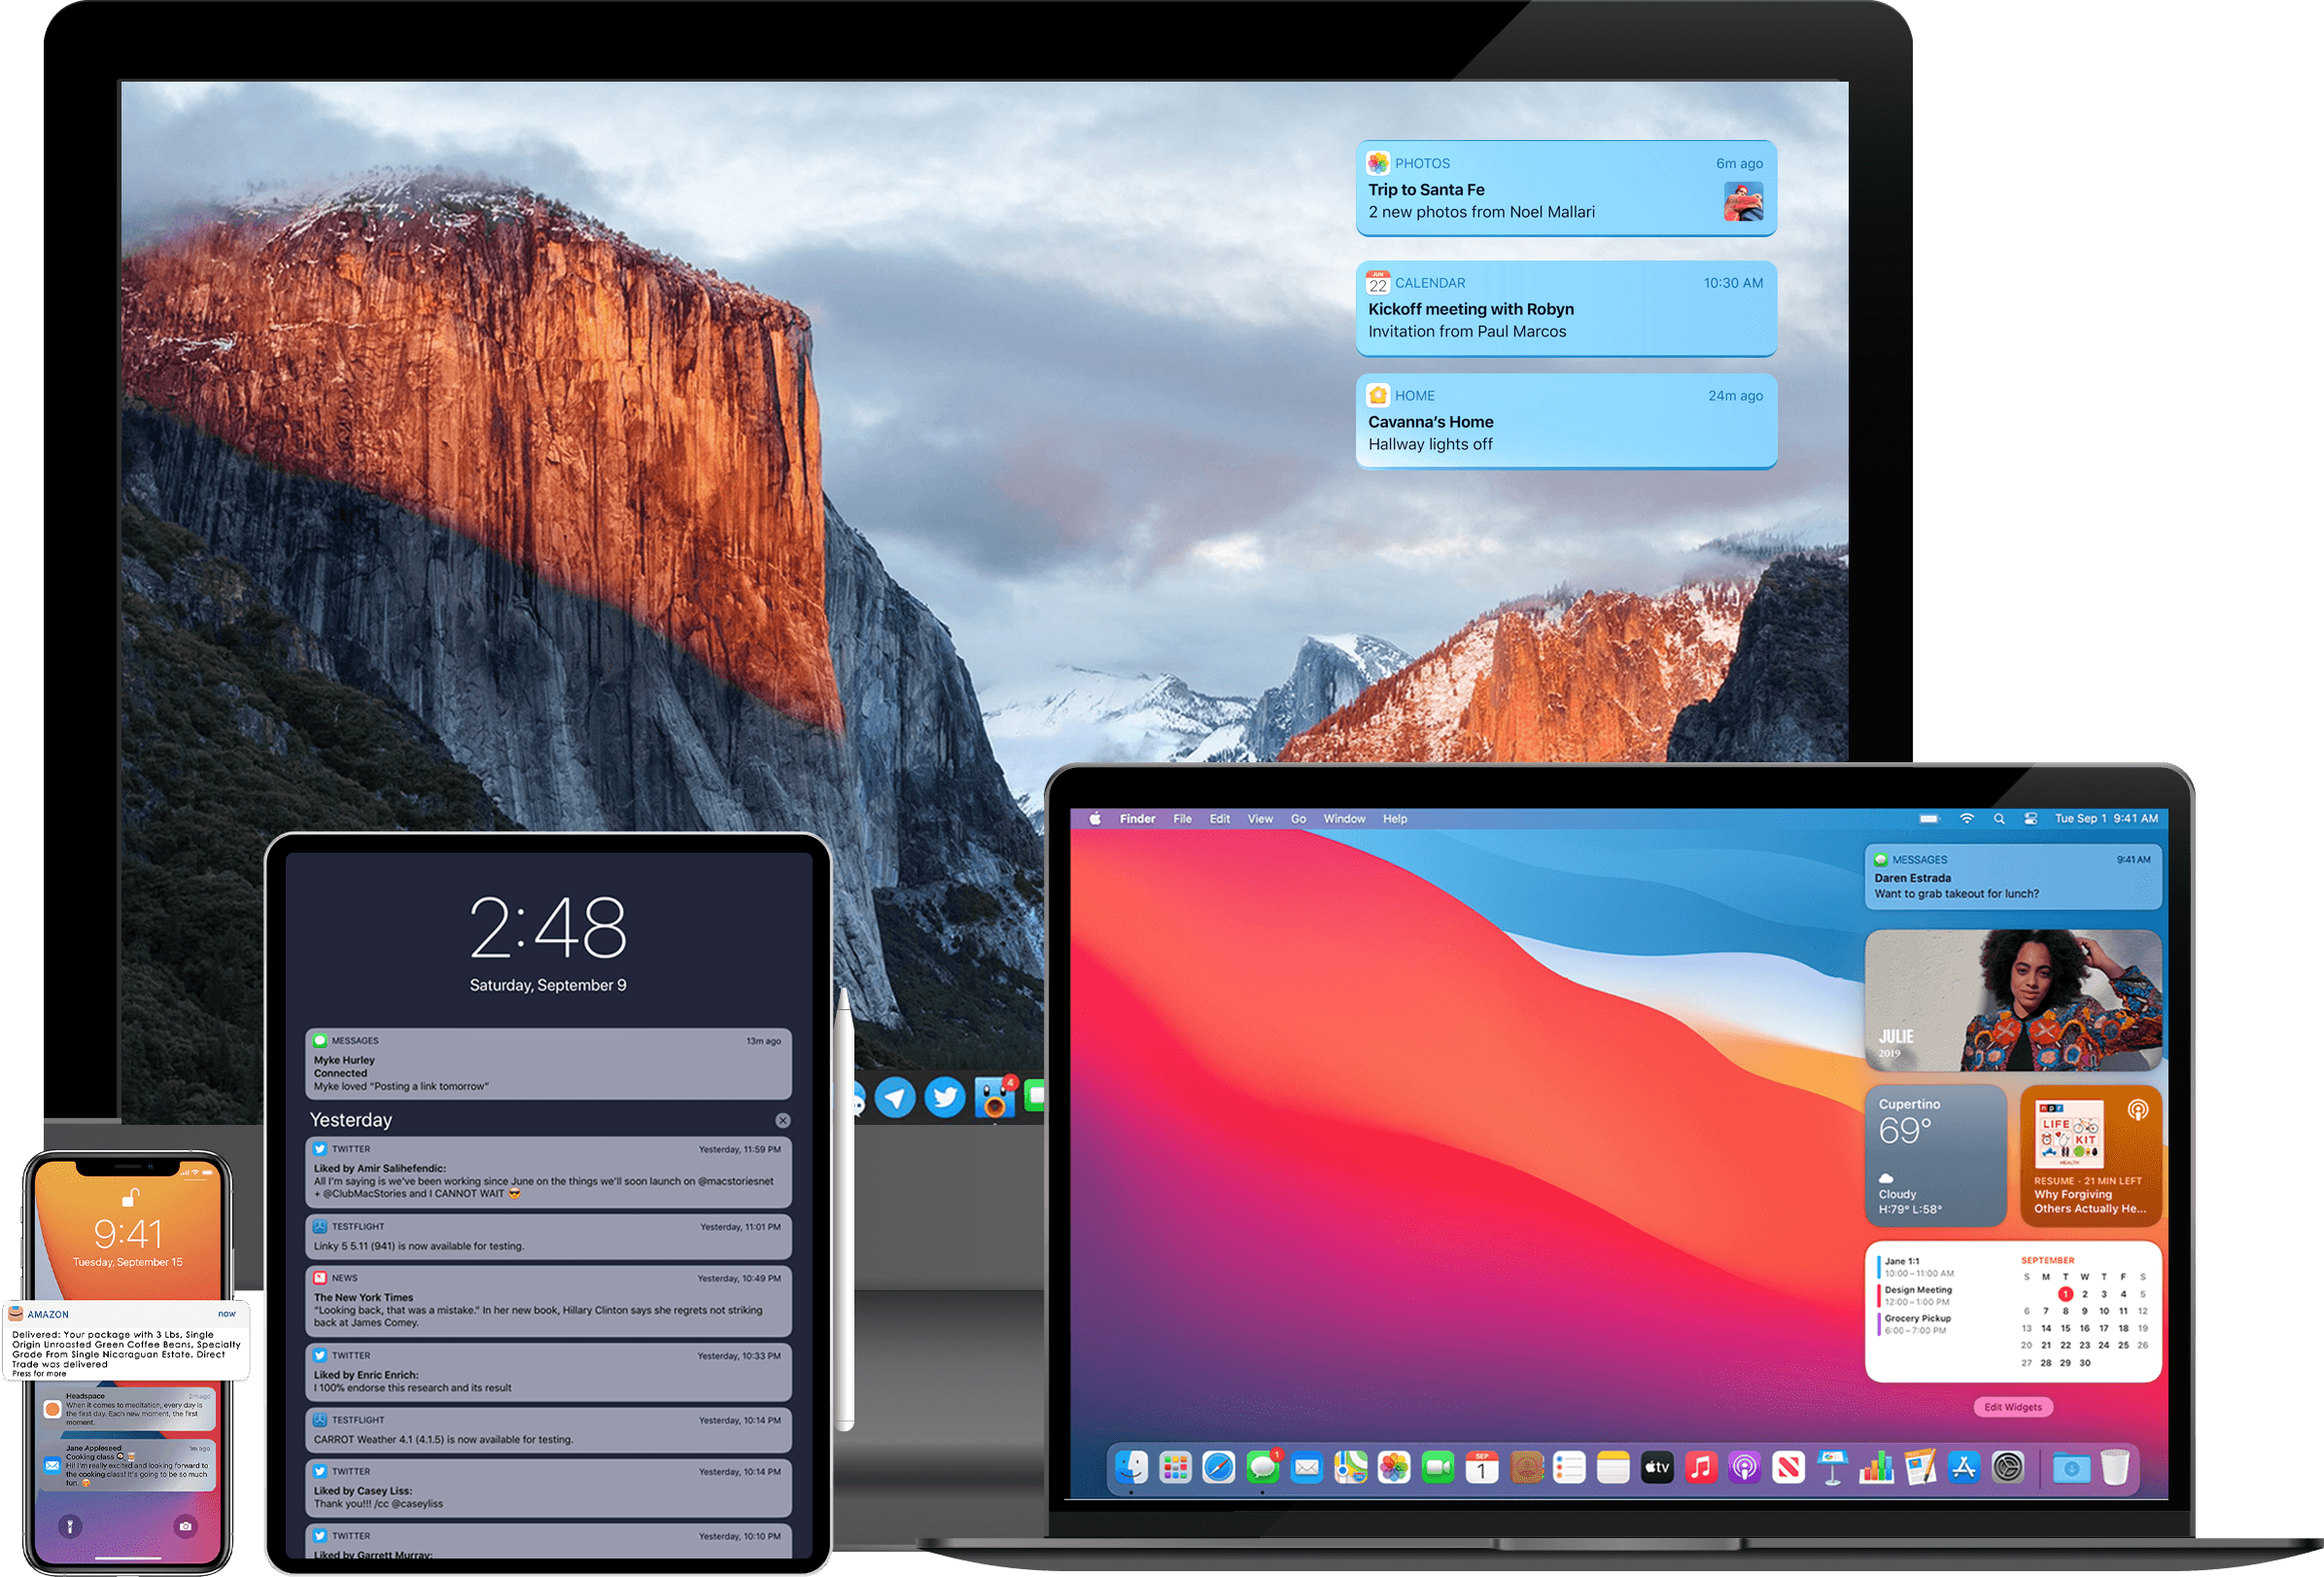 PHOTOS 6m ago
Trip to Santa Fe
2 new photos from Noel Mallari
JUN
22 CALENDAR 10:30 AM
Kickoff meeting with Robyn
Invitation from Paul Marcos
HOME 24m ago
Cavanna’s Home
Hallway lights off
4
2:48
Saturday, September 9
MESSAGES 13m ago
Myke Hurley
Connected
Myke loved “Posting a link tomorrow”
Yesterday
TWITTER Yesterday, 11:59 PM
Liked by Amir Salihefendic:
All I'm saying is we've been working since June on the things we'll soon launch on @macstoriesnet
+ @ClubMacStories and I CANNOT WAIT 😎
TESTFLIGHT Yesterday, 11:01 PM
Linky 5 5.11 (941) is now available for testing.
NEWS Yesterday, 10:49 PM
The New York Times
“Looking back, that was a mistake.” In her new book, Hillary Clinton says she regrets not striking
back at James Comey.
TWITTER Yesterday, 10:33 PM
Liked by Enric Enrich:
I 100% endorse this research and its result
TESTFLIGHT Yesterday, 10:14 PM
CARROT Weather 4.1 (4.1.5) is now available for testing.
TWITTER Yesterday, 10:14 PM
Liked by Casey Liss:
Thank you!!! /cc @caseyliss
TWITTER Yesterday, 10:10 PM
Liked by Garrett Murray:
9:41
Tuesday, September 15
AMAZON now
Delivered: Your package with 3 Lbs, Single
Origin Unroasted Green Coffee Beans, Specialty
Grade From Single Nicaraguan Estate, Direct
Trade was delivered
Press for more
Headspace 2m ago
When it comes to meditation, every day is
the first day. Each new moment, the first
moment.
Jane Appleseed 1m ago
Cooking class
Hi! I'm really excited and looking forward to
the cooking class! It's going to be so much
fun.
Finder File Edit View Go Window Help Tue Sep 1 9:41 AM
MESSAGES 9:41 AM
Daren Estrada
Want to grab takeout for lunch?
JULIE
2019
Cupertino
69°
Cloudy
H:79° L:58°
npr
LIFE
KIT
HEALTH
RESUME · 21 MIN LEFT
Why Forgiving
Others Actually He...
Jane 1:1
10:00 – 11:00 AM
Design Meeting
12:00 – 1:00 PM
Grocery Pickup
6:00 – 7:00 PM
SEPTEMBER
S M T W T F S
1 2 3 4 5
6 7 8 9 10 11 12
13 14 15 16 17 18 19
20 21 22 23 24 25 26
27 28 29 30
Edit Widgets
1
SEP
1
tv